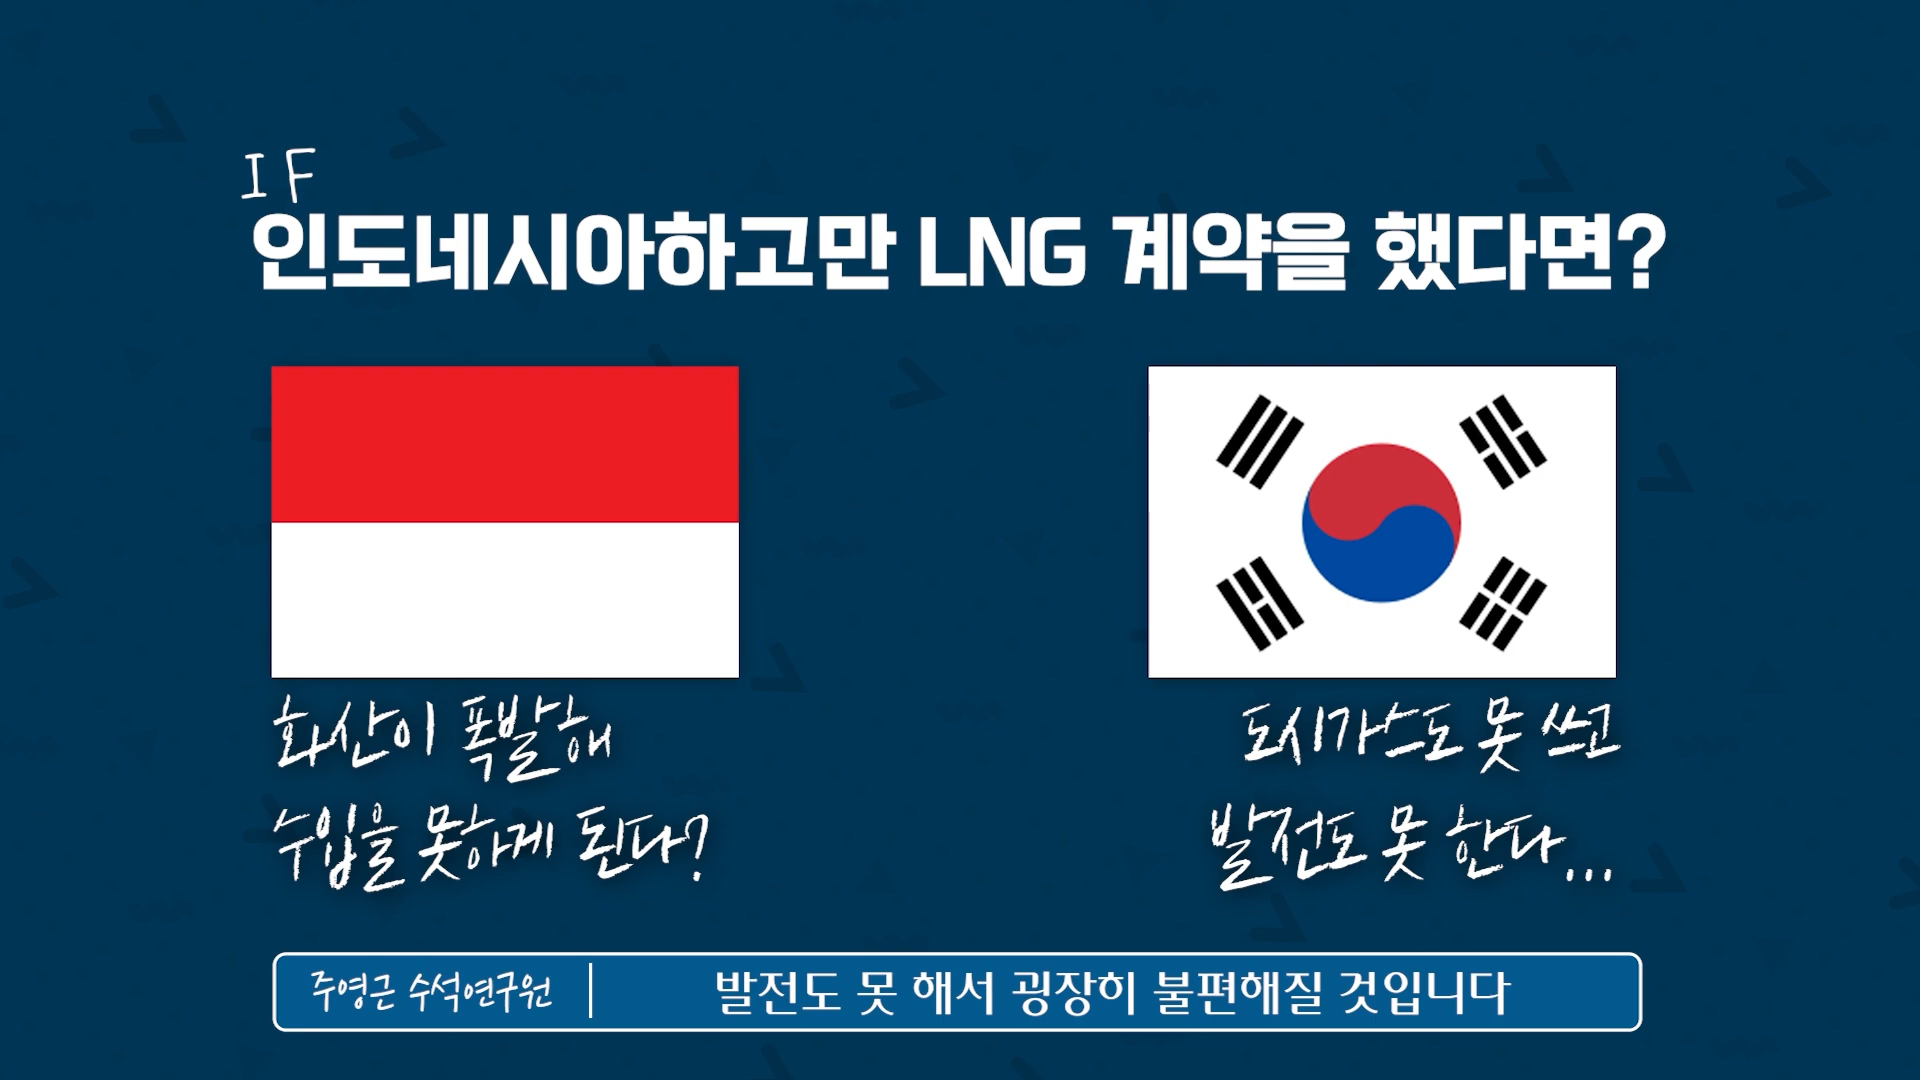 IF
인도네시아하고만 LNG 계약을 했다면?
화산이 폭발해
수입을 못하게 된다?
도시가스도 못 쓰고
발전도 못 한다...
주영근 수석연구원
발전도 못 해서 굉장히 불편해질 것입니다